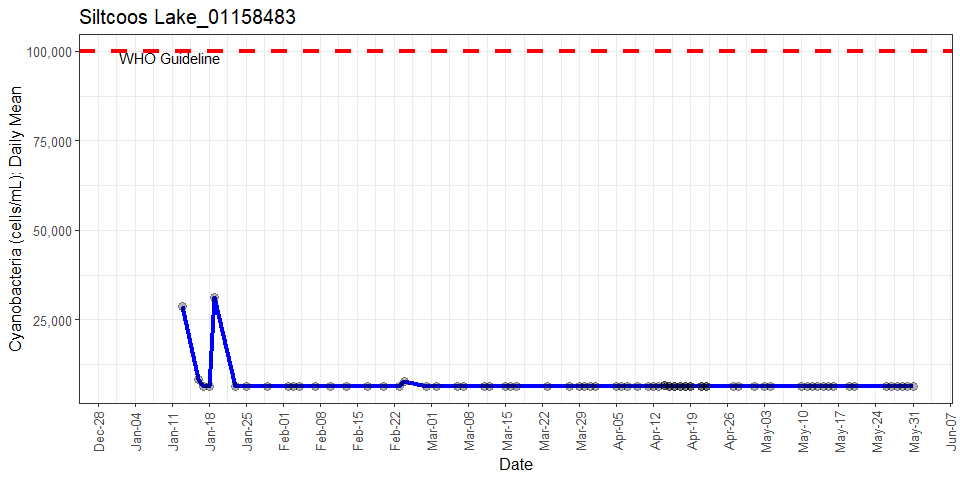 Siltcoos Lake_01158483
Cyanobacteria (cells/mL): Daily Mean
100,000
75,000
50,000
25,000
WHO Guideline
Dec-28
Jan-04
Jan-11
Jan-18
Jan-25
Feb-01
Feb-08
Feb-15
Feb-22
Mar-01
Mar-08
Mar-15
Mar-22
Mar-29
Apr-05
Apr-12
Apr-19
Apr-26
May-03
May-10
May-17
May-24
May-31
Jun-07
Date